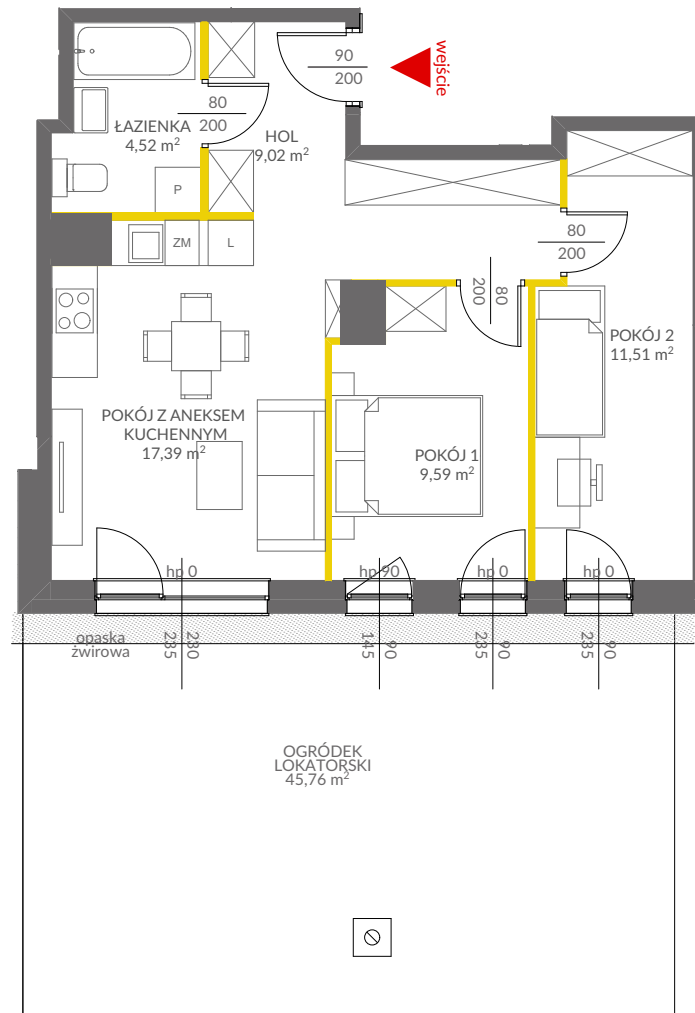 wejście
90
200
80
200
ŁAZIENKA
4,52 m²
HOL
9,02 m²
P
ZM
L
80
200
80
200
POKÓJ 2
11,51 m²
POKÓJ Z ANEKSEM
KUCHENNYM
17,39 m²
POKÓJ 1
9,59 m²
hp 0
hp 90
hp 0
hp 0
opaska
żwirowa
230
235
90
145
90
235
90
235
OGRÓDEK
LOKATORSKI
45,76 m²